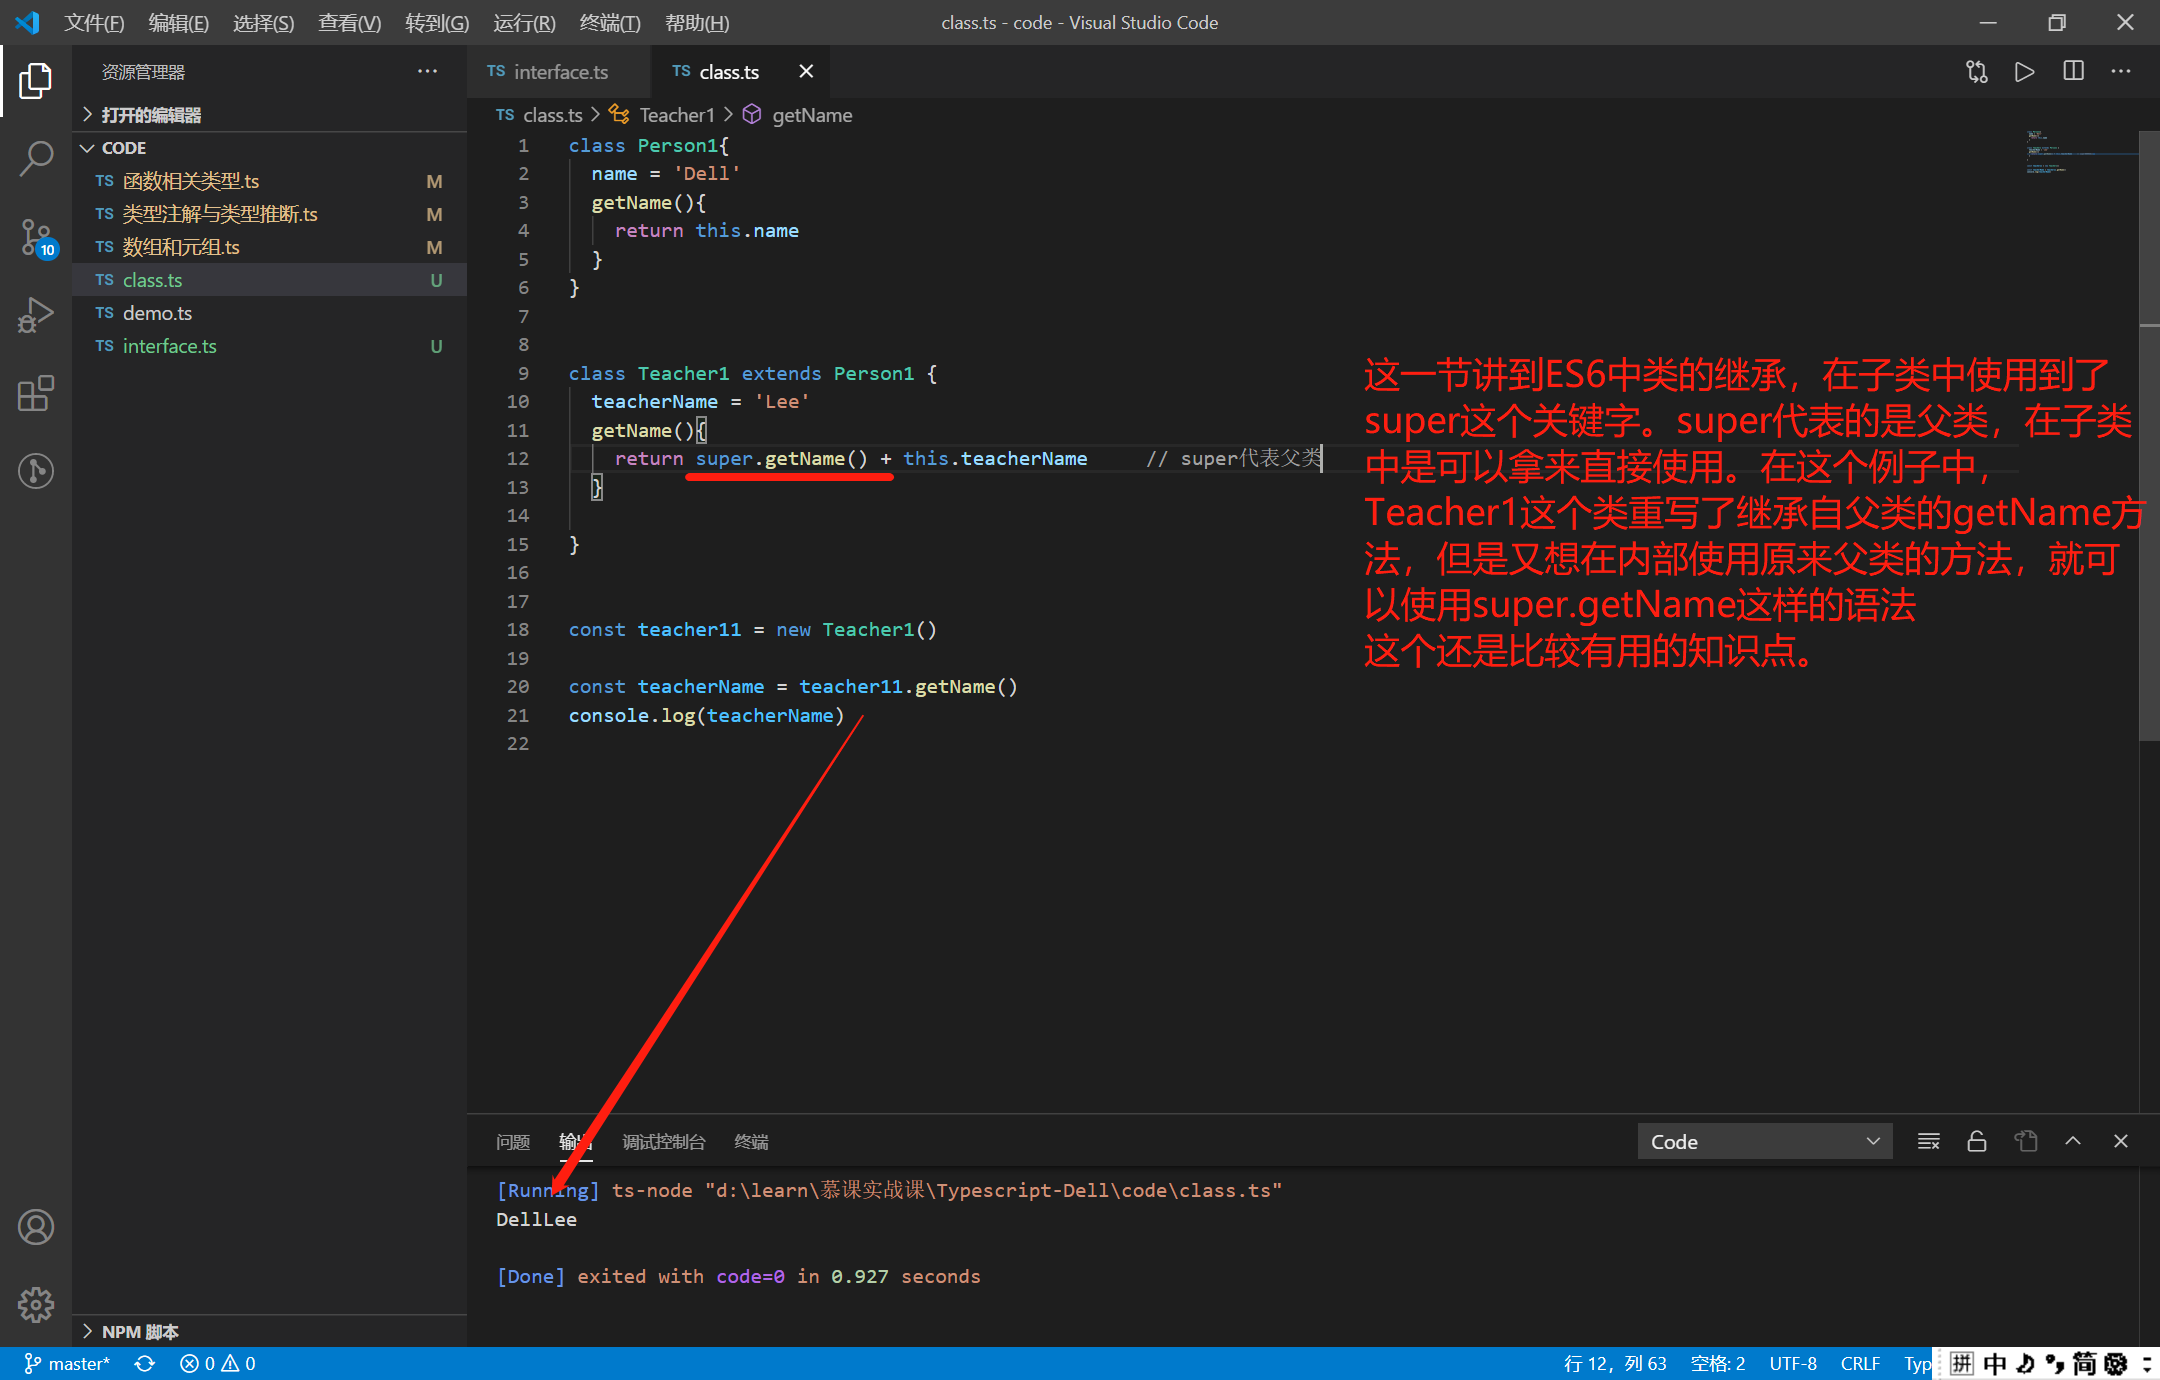 文件(F) 编辑(E) 选择(S) 查看(V) 转到(G) 运行(R) 终端(T) 帮助(H)
class.ts - code - Visual Studio Code
资源管理器
打开的编辑器
CODE
TS 函数相关类型.ts M
TS 类型注解与类型推断.ts M
TS 数组和元组.ts M
TS class.ts U
TS demo.ts
TS interface.ts U
10
NPM 脚本
TS interface.ts
TS class.ts
TS class.ts > Teacher1 > getName
1 class Person1{
2 name = 'Dell'
3 getName(){
4 return this.name
5 }
6 }
7
8
9 class Teacher1 extends Person1 {
10 teacherName = 'Lee'
11 getName(){
12 return super.getName() + this.teacherName // super代表父类
13 }
14
15 }
16
17
18 const teacher11 = new Teacher1()
19
20 const teacherName = teacher11.getName()
21 console.log(teacherName)
22
这一节讲到ES6中类的继承，在子类中使用到了
super这个关键字。super代表的是父类，在子类
中是可以拿来直接使用。在这个例子中，
Teacher1这个类重写了继承自父类的getName方
法，但是又想在内部使用原来父类的方法，就可
以使用super.getName这样的语法
这个还是比较有用的知识点。
问题 输出 调试控制台 终端
Code
[Running] ts-node "d:\learn\慕课实战课\Typescript-Dell\code\class.ts"
DellLee
[Done] exited with code=0 in 0.927 seconds
master* 0 0
行 12，列 63 空格: 2 UTF-8 CRLF Typ
拼 中 简